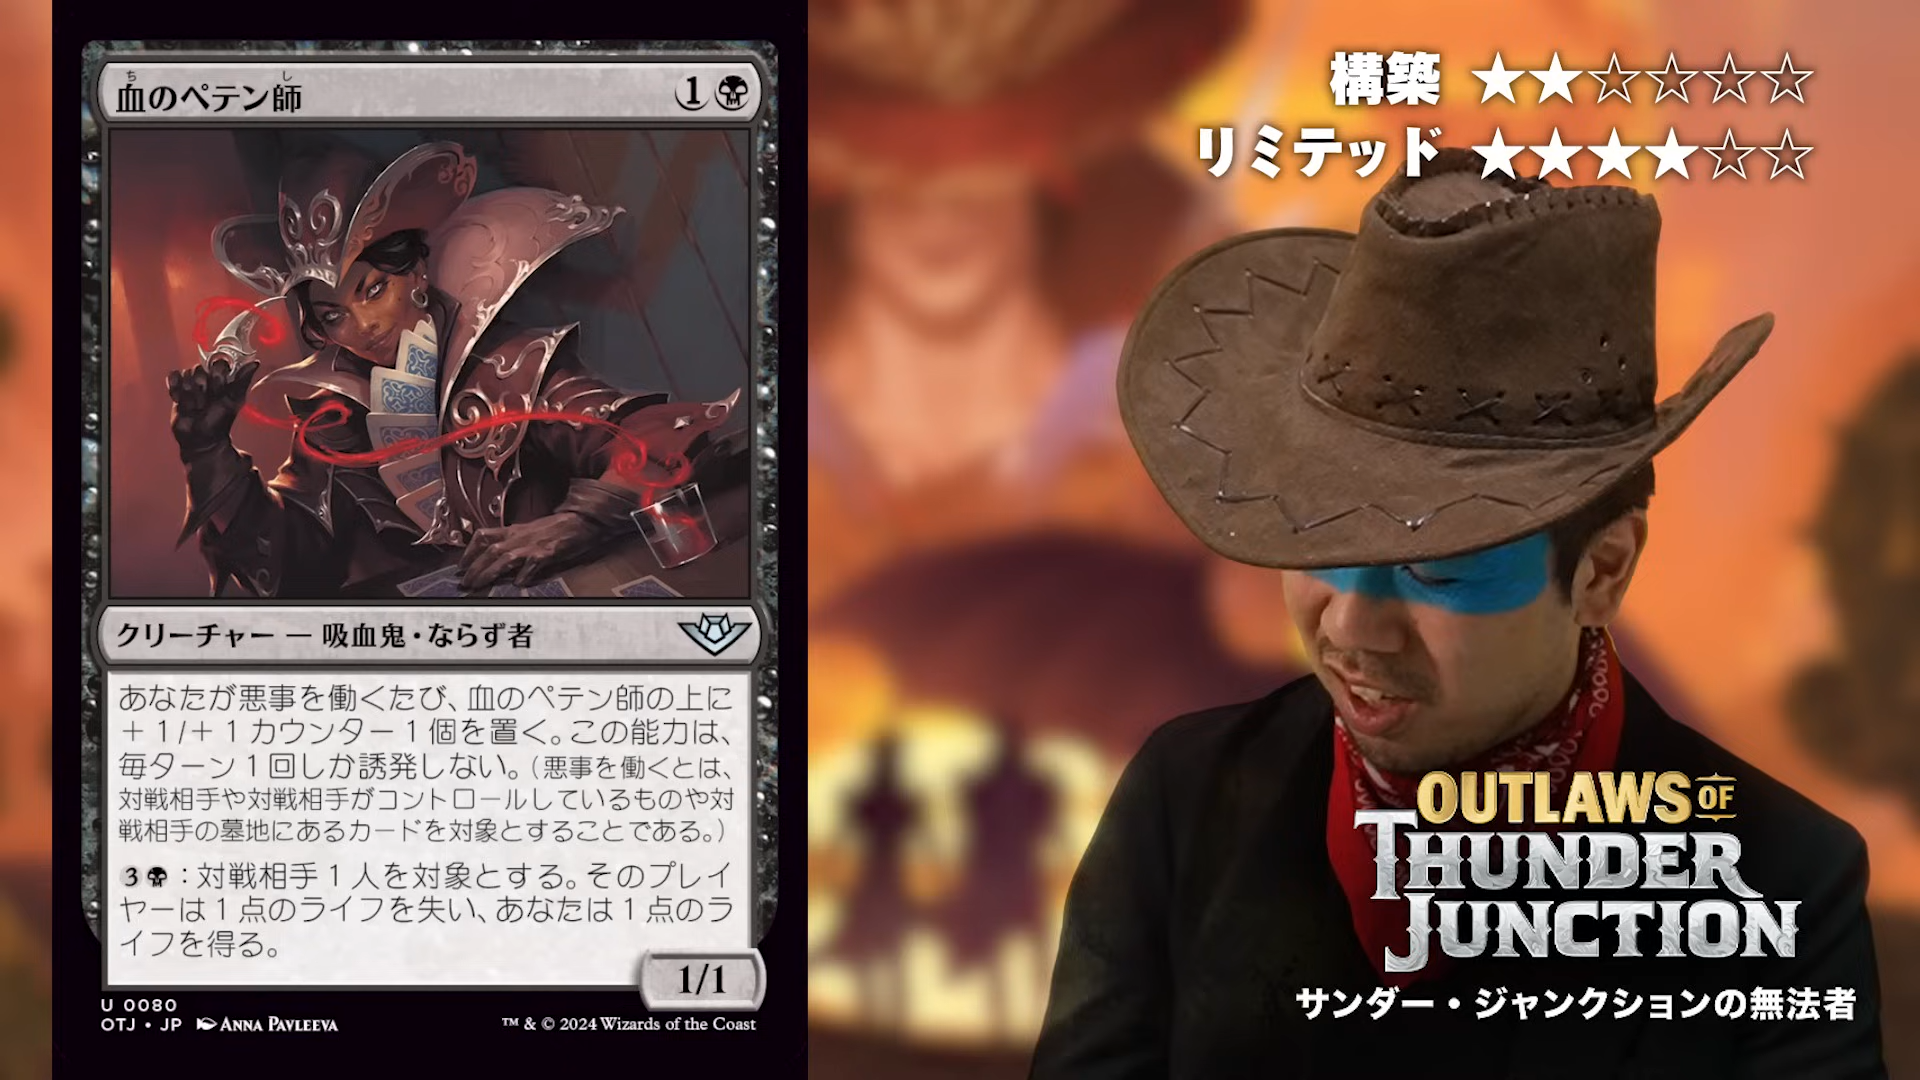 血のペテン師
ち
し
1
クリーチャー — 吸血鬼・ならず者
あなたが悪事を働くたび、血のペテン師の上に
＋1/＋1カウンター1個を置く。この能力は、
毎ターン1回しか誘発しない。（悪事を働くとは、
対戦相手や対戦相手がコントロールしているものや対
戦相手の墓地にあるカードを対象とすることである。）
3：対戦相手1人を対象とする。そのプレイ
ヤーは1点のライフを失い、あなたは1点のラ
イフを得る。
1/1
U 0080
OTJ • JP ANNA PAVLEEVA
™ & © 2024 Wizards of the Coast
構築 ★★☆☆☆☆
リミテッド ★★★★☆☆
OUTLAWS OF
THUNDER
JUNCTION
サンダー・ジャンクションの無法者